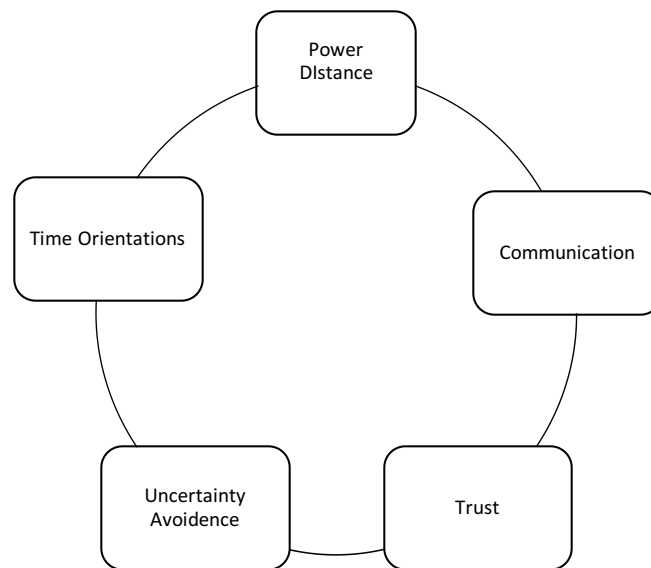 Power
DIstance
Time Orientations
Communication
Uncertainty
Avoidence
Trust